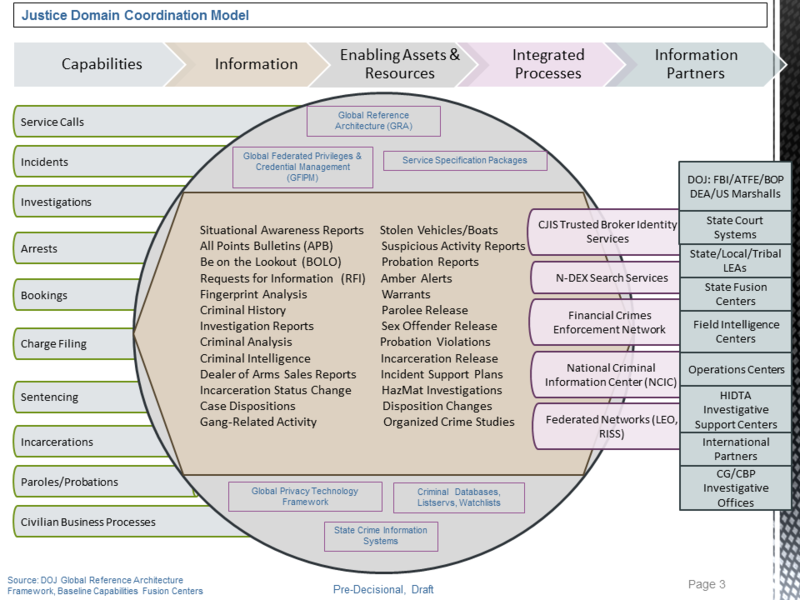 Justice Domain Coordination Model
Capabilities
Information
Enabling Assets &
Resources
Integrated
Processes
Information
Partners
Service Calls
Incidents
Investigations
Arrests
Bookings
Charge Filing
Sentencing
Incarcerations
Paroles/Probations
Civilian Business Processes
Global Reference
Architecture (GRA)
Global Federated Privileges &
Credential Management
(GFIPM)
Service Specification Packages
Situational Awareness Reports
All Points Bulletins (APB)
Be on the Lookout (BOLO)
Requests for Information (RFI)
Fingerprint Analysis
Criminal History
Investigation Reports
Criminal Analysis
Criminal Intelligence
Dealer of Arms Sales Reports
Incarceration Status Change
Case Dispositions
Gang-Related Activity
Stolen Vehicles/Boats
Suspicious Activity Reports
Probation Reports
Amber Alerts
Warrants
Parolee Release
Sex Offender Release
Probation Violations
Incarceration Release
Incident Support Plans
HazMat Investigations
Disposition Changes
Organized Crime Studies
Global Privacy Technology
Framework
Criminal Databases,
Listservs, Watchlists
State Crime Information
Systems
CJIS Trusted Broker Identity
Services
N-DEX Search Services
Financial Crimes
Enforcement Network
National Criminal
Information Center (NCIC)
Federated Networks (LEO,
RISS)
DOJ: FBI/ATFE/BOP
DEA/US Marshalls
State Court
Systems
State/Local/Tribal
LEAs
State Fusion
Centers
Field Intelligence
Centers
Operations Centers
HIDTA
Investigative
Support Centers
International
Partners
CG/CBP
Investigative
Offices
Source: DOJ Global Reference Architecture
Framework, Baseline Capabilities Fusion Centers
Pre-Decisional, Draft
Page 3